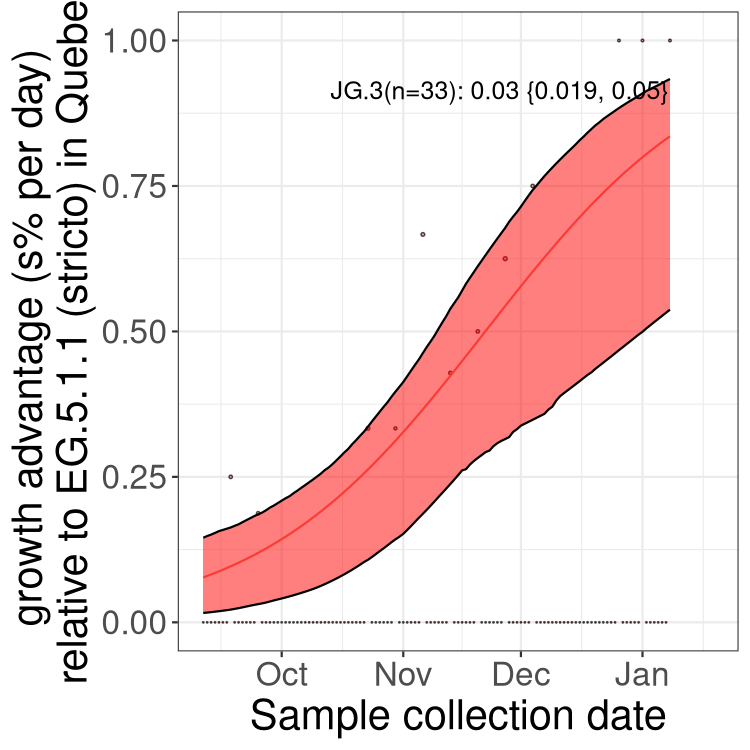 growth advantage (s% per day)
relative to EG.5.1.1 (stricto) in Quebe
1.00
0.75
0.50
0.25
0.00
JG.3(n=33): 0.03 {0.019, 0.05}
Oct Nov Dec Jan
Sample collection date